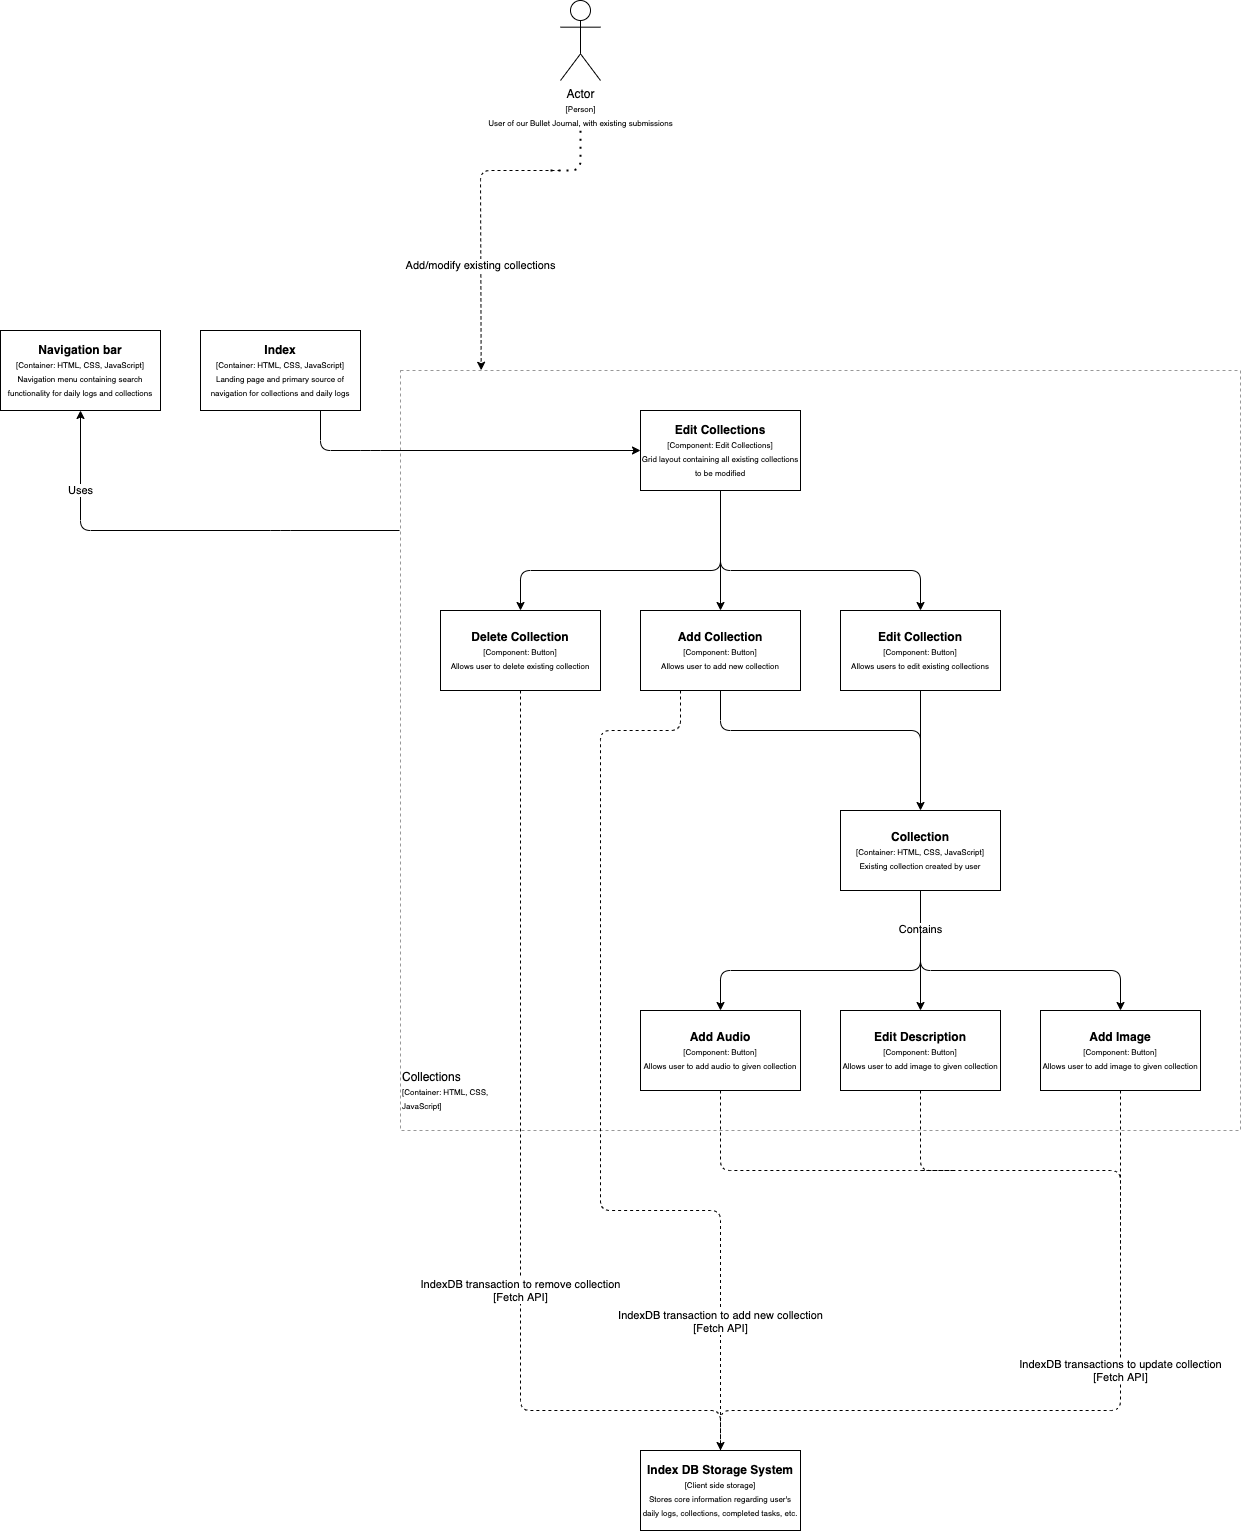 Actor
[Person]
User of our Bullet Journal, with existing submissions
Add/modify existing collections
Navigation bar
[Container: HTML, CSS, JavaScript]
Navigation menu containing search
functionality for daily logs and collections
Index
[Container: HTML, CSS, JavaScript]
Landing page and primary source of
navigation for collections and daily logs
Edit Collections
[Component: Edit Collections]
Grid layout containing all existing collections
to be modified
Uses
Delete Collection
[Component: Button]
Allows user to delete existing collection
Add Collection
[Component: Button]
Allows user to add new collection
Edit Collection
[Component: Button]
Allows users to edit existing collections
Collection
[Container: HTML, CSS, JavaScript]
Existing collection created by user
Contains
Add Audio
[Component: Button]
Allows user to add audio to given collection
Edit Description
[Component: Button]
Allows user to add image to given collection
Add Image
[Component: Button]
Allows user to add image to given collection
Collections
[Container: HTML, CSS,
JavaScript]
IndexDB transaction to remove collection
[Fetch API]
IndexDB transaction to add new collection
[Fetch API]
IndexDB transactions to update collection
[Fetch API]
Index DB Storage System
[Client side storage]
Stores core information regarding user's
daily logs, collections, completed tasks, etc.